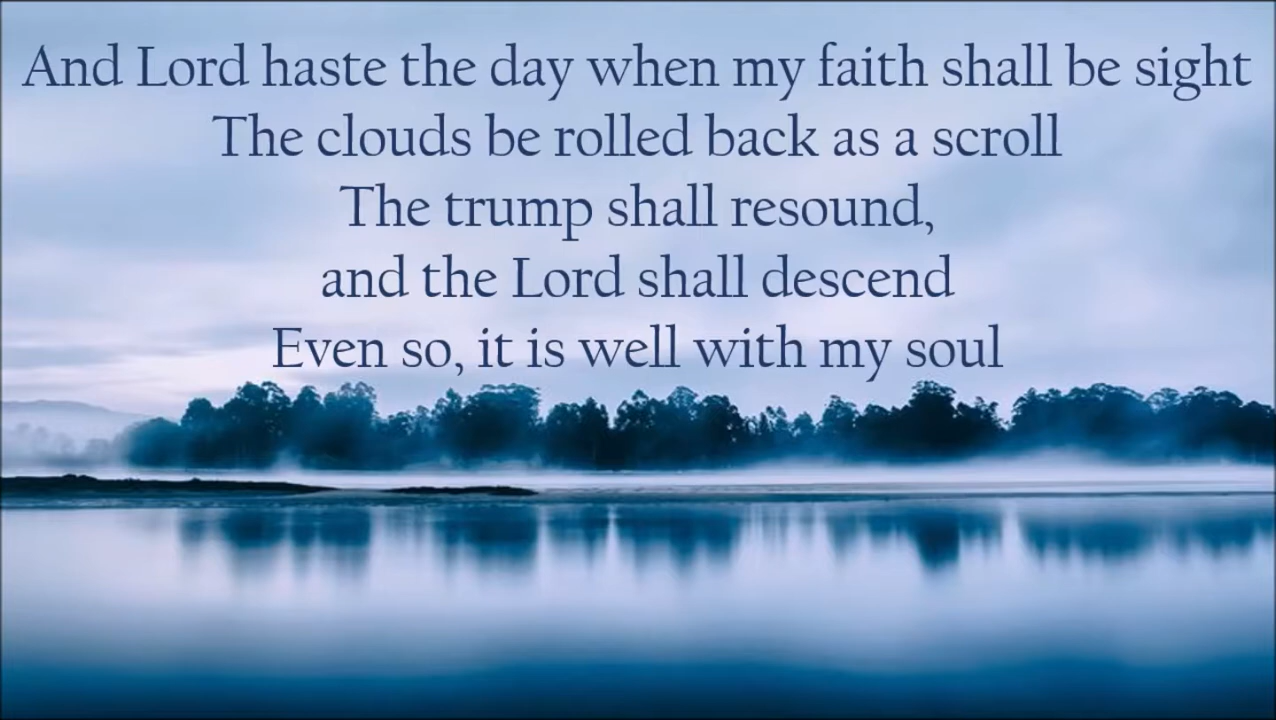 And Lord haste the day when my faith shall be sight
The clouds be rolled back as a scroll
The trump shall resound,
and the Lord shall descend
Even so, it is well with my soul